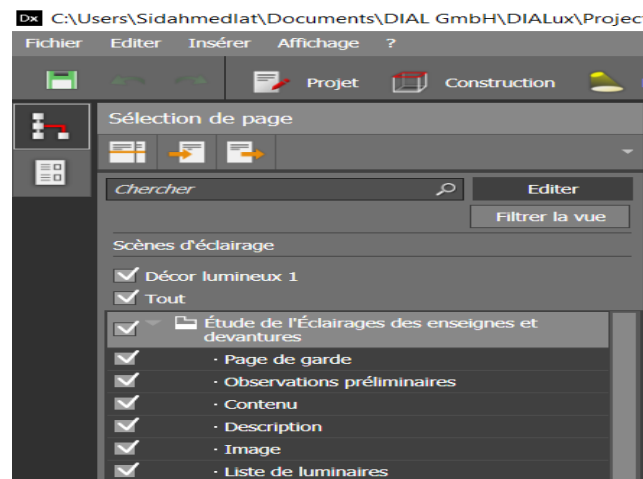 Dx C:\Users\Sidahmedlat\Documents\DIAL GmbH\DIALux\Projec
Fichier Editer Insérer Affichage ?
Projet Construction
Sélection de page
Chercher Editer
Filtrer la vue
Scènes d'éclairage
Décor lumineux 1
Tout
Étude de l'Éclairages des enseignes et
devantures
· Page de garde
· Observations préliminaires
· Contenu
· Description
· Image
· Liste de luminaires